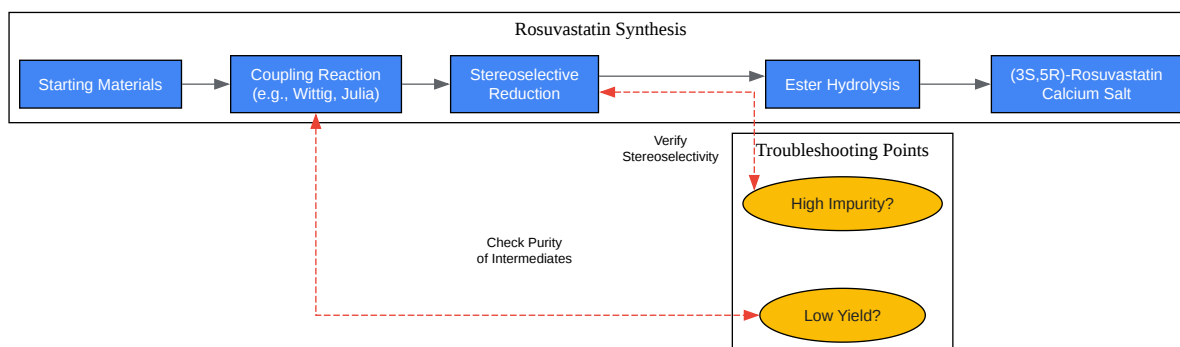 Rosuvastatin Synthesis
Starting Materials
Coupling Reaction
(e.g., Wittig, Julia)
Stereoselective
Reduction
Ester Hydrolysis
(3S,5R)-Rosuvastatin
Calcium Salt
Verify
Stereoselectivity
Troubleshooting Points
High Impurity?
Check Purity
of Intermediates
Low Yield?